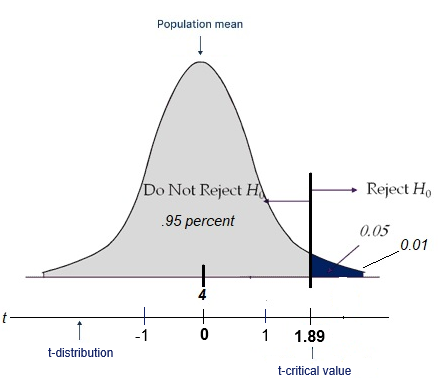 Population mean
Do Not Reject H₀
Reject H₀
.95 percent
0.05
0.01
4
t
-1
0
1
1.89
t-distribution
t-critical value